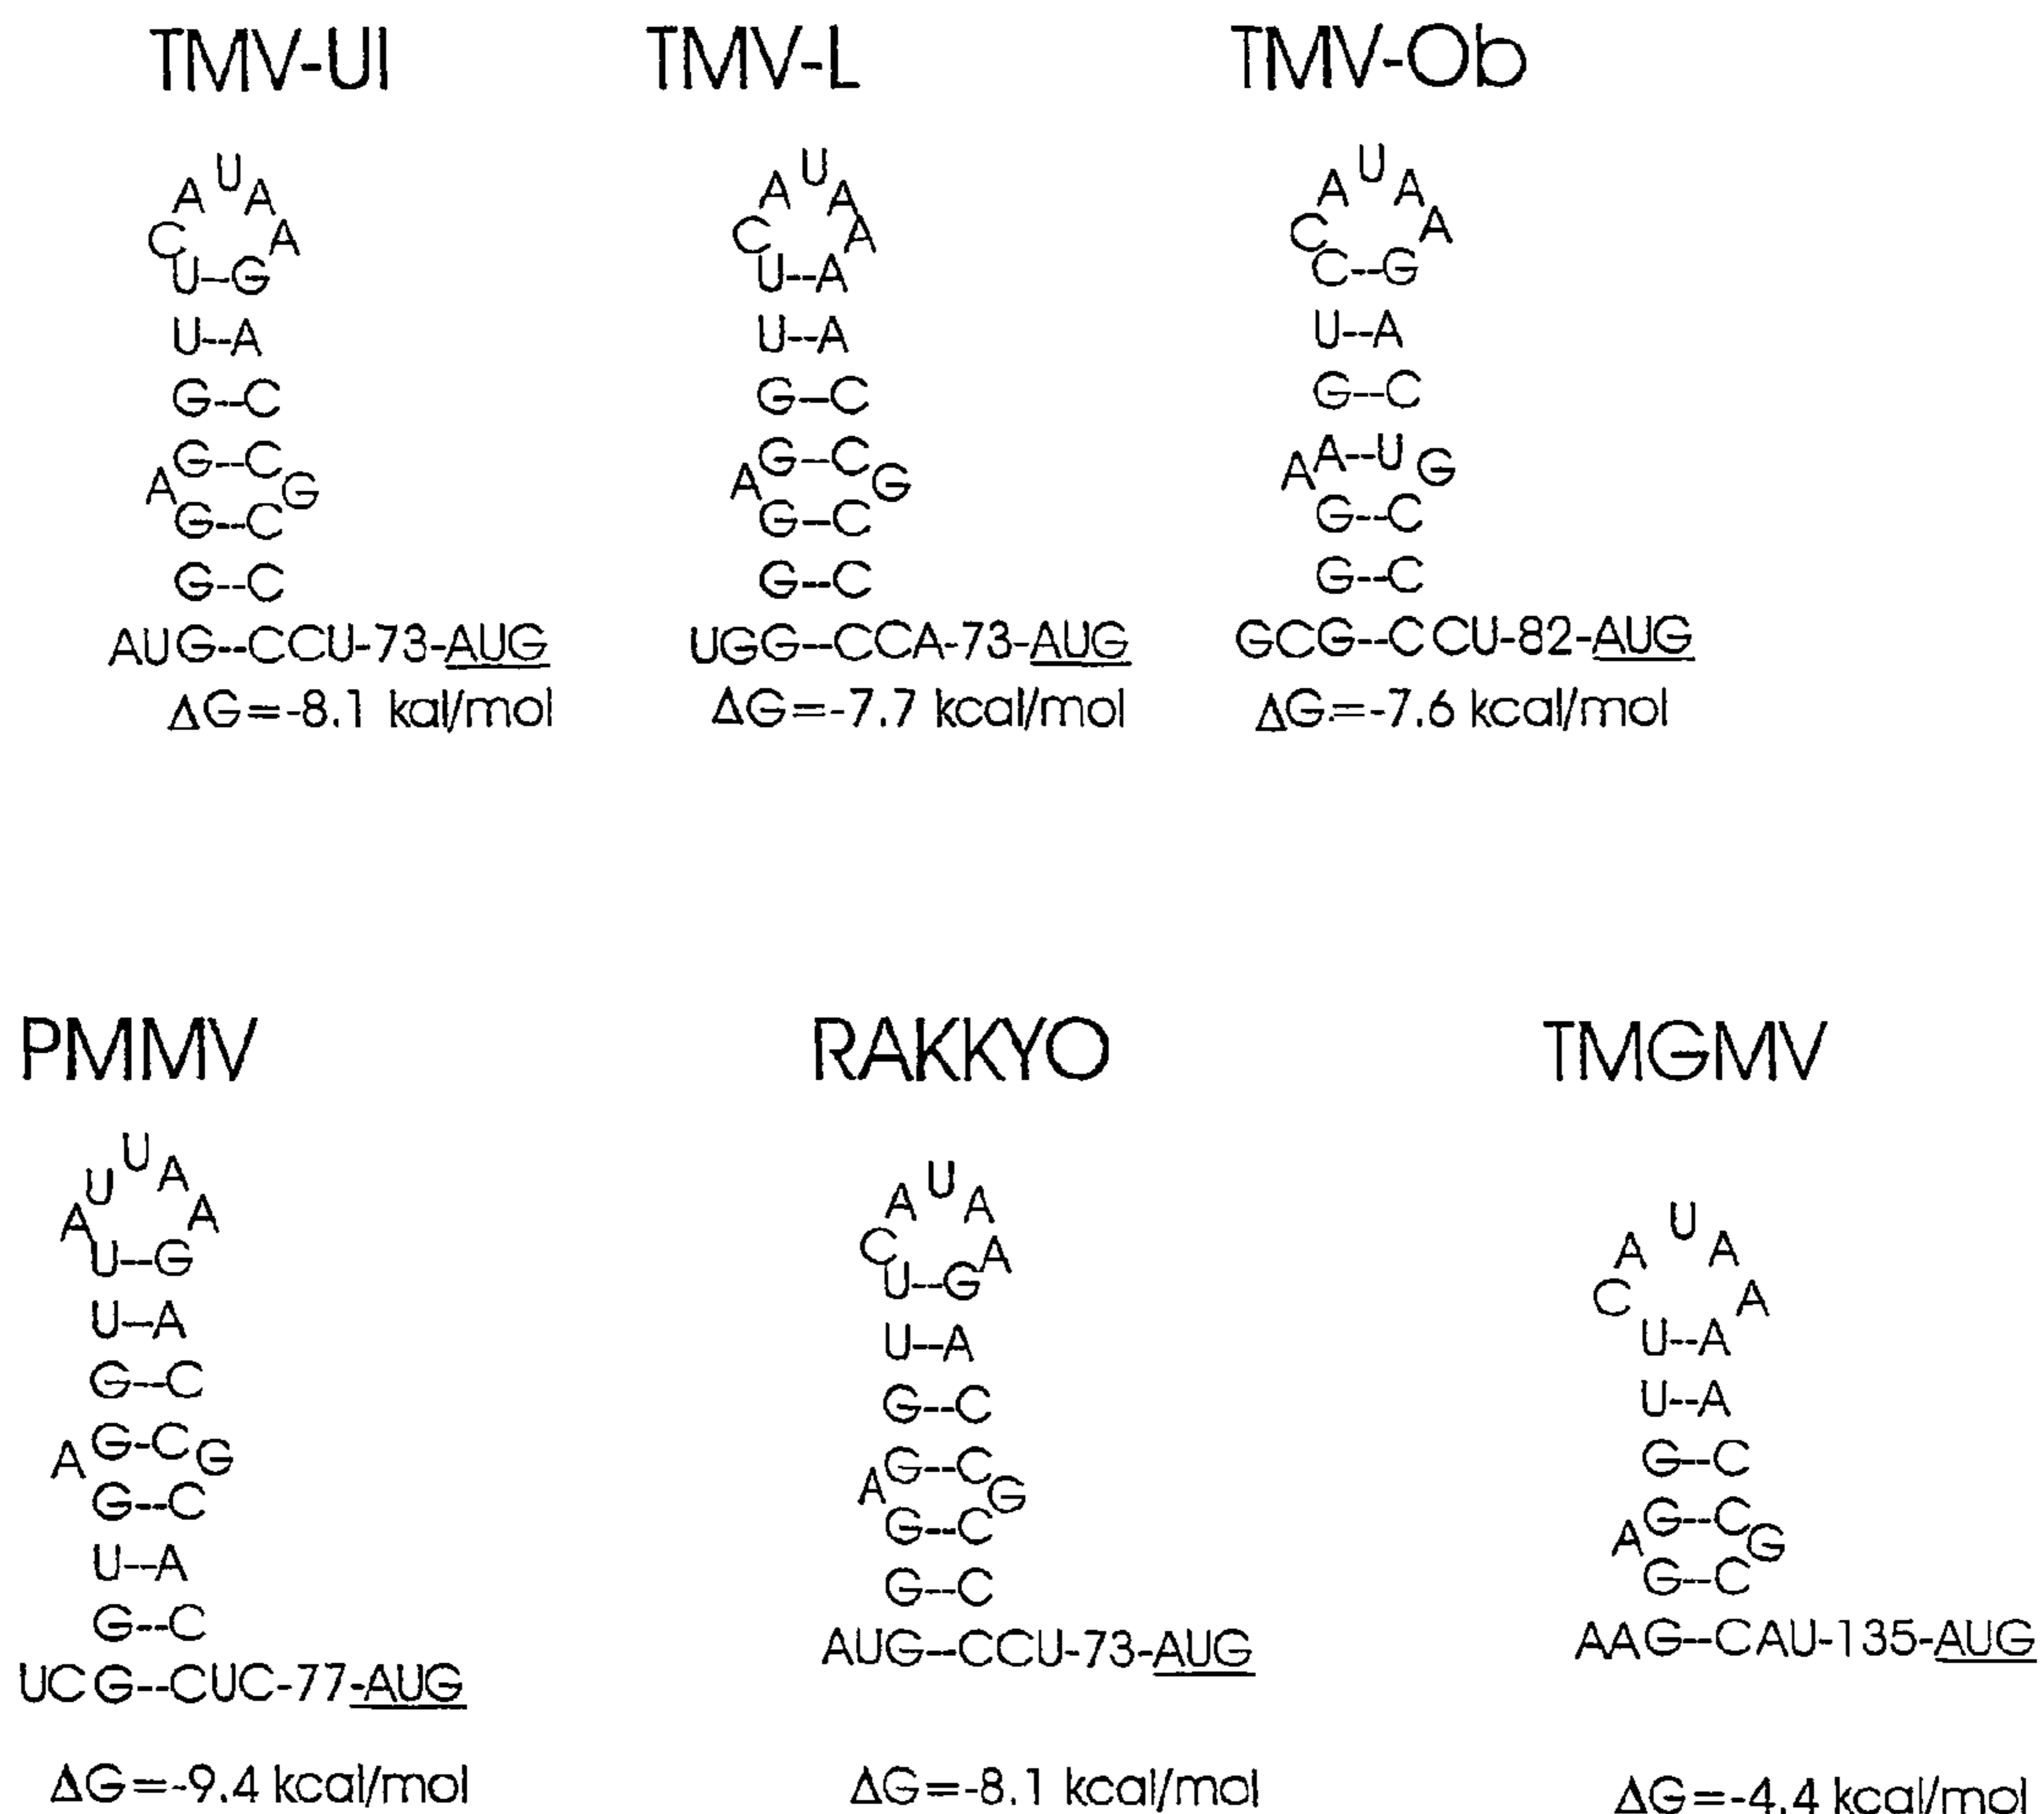 TMV-UI
U
A A
C A
U--G
U--A
G--C
G--C
A G
G--C
G--C
AUG--CCU-73-AUG
ΔG=-8.1 kal/mol
TMV-L
U
A A
C A
U--A
U--A
G--C
G--C
A G
G--C
G--C
UGG--CCA-73-AUG
ΔG=-7.7 kcal/mol
TMV-Ob
U
A A
C A
C--G
U--A
G--C
A A--U G
G--C
G--C
GCG--C CU-82-AUG
ΔG=-7.6 kcal/mol
PMMV
U
U A
A A
U--G
U--A
G--C
G-C
A G
G--C
U--A
G--C
UCG--CUC-77-AUG
ΔG=-9.4 kcal/mol
RAKKYO
U
A A
C A
U--G
U--A
G--C
G--C
A G
G--C
G--C
AUG--CCU-73-AUG
ΔG=-8.1 kcal/mol
TMGMV
U
A A
C A
U--A
U--A
G--C
G--C
A G
G--C
AAG--CAU-135-AUG
ΔG=-4.4 kcal/mol